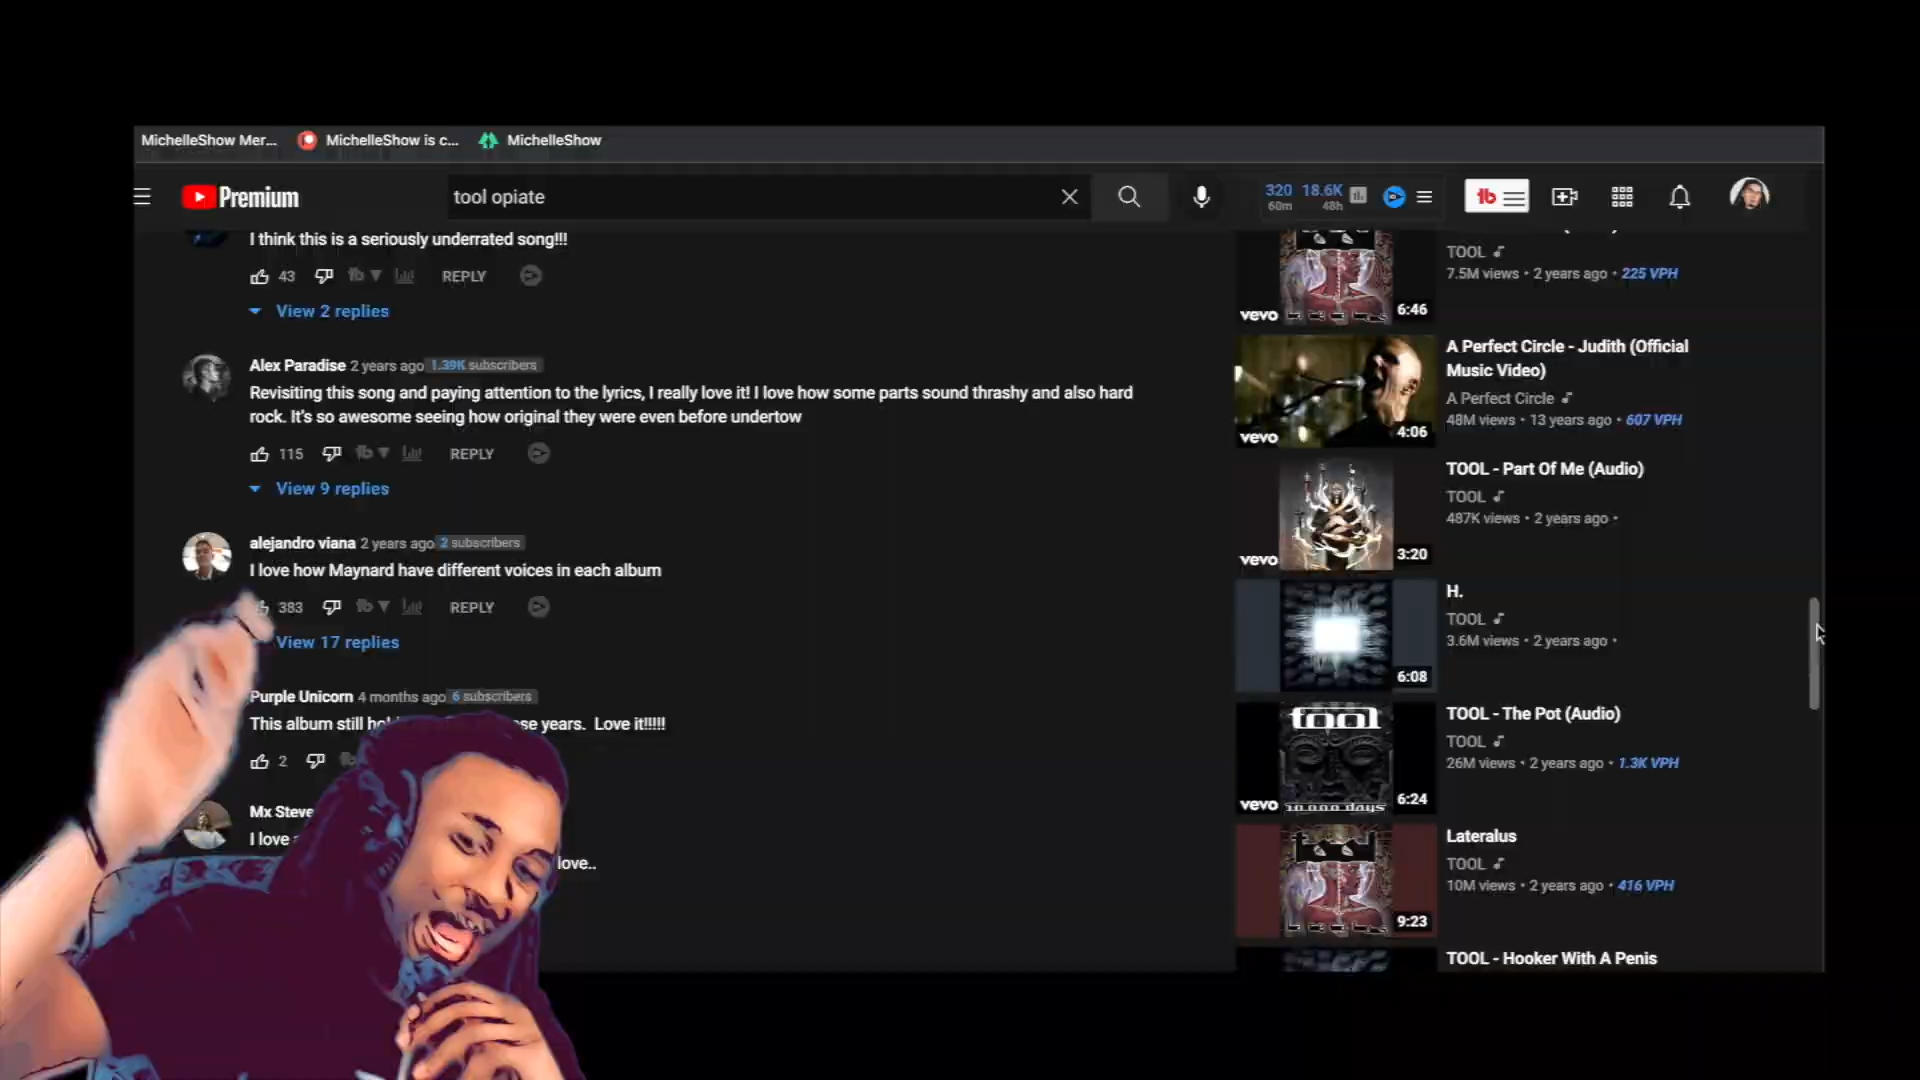 MichelleShow Mer...
MichelleShow is c...
MichelleShow
Premium
tool opiate
320
60m
18.6K
48h
tb
I think this is a seriously underrated song!!!
43
REPLY
View 2 replies
Alex Paradise 2 years ago 1.39K subscribers
Revisiting this song and paying attention to the lyrics, I really love it! I love how some parts sound thrashy and also hard
rock. It's so awesome seeing how original they were even before undertow
115
REPLY
View 9 replies
alejandro viana 2 years ago 2 subscribers
I love how Maynard have different voices in each album
383
REPLY
View 17 replies
Purple Unicorn 4 months ago 6 subscribers
This album still years. Love it!!!!!
2
Mx Steve
I love
love..
TOOL
7.5M views • 2 years ago • 225 VPH
vevo
6:46
A Perfect Circle - Judith (Official
Music Video)
A Perfect Circle
48M views • 13 years ago • 607 VPH
vevo
4:06
TOOL - Part Of Me (Audio)
TOOL
487K views • 2 years ago •
vevo
3:20
H.
TOOL
3.6M views • 2 years ago •
6:08
TOOL - The Pot (Audio)
TOOL
26M views • 2 years ago • 1.3K VPH
tool
10,000 days
vevo
6:24
Lateralus
TOOL
10M views • 2 years ago • 416 VPH
9:23
TOOL - Hooker With A Penis